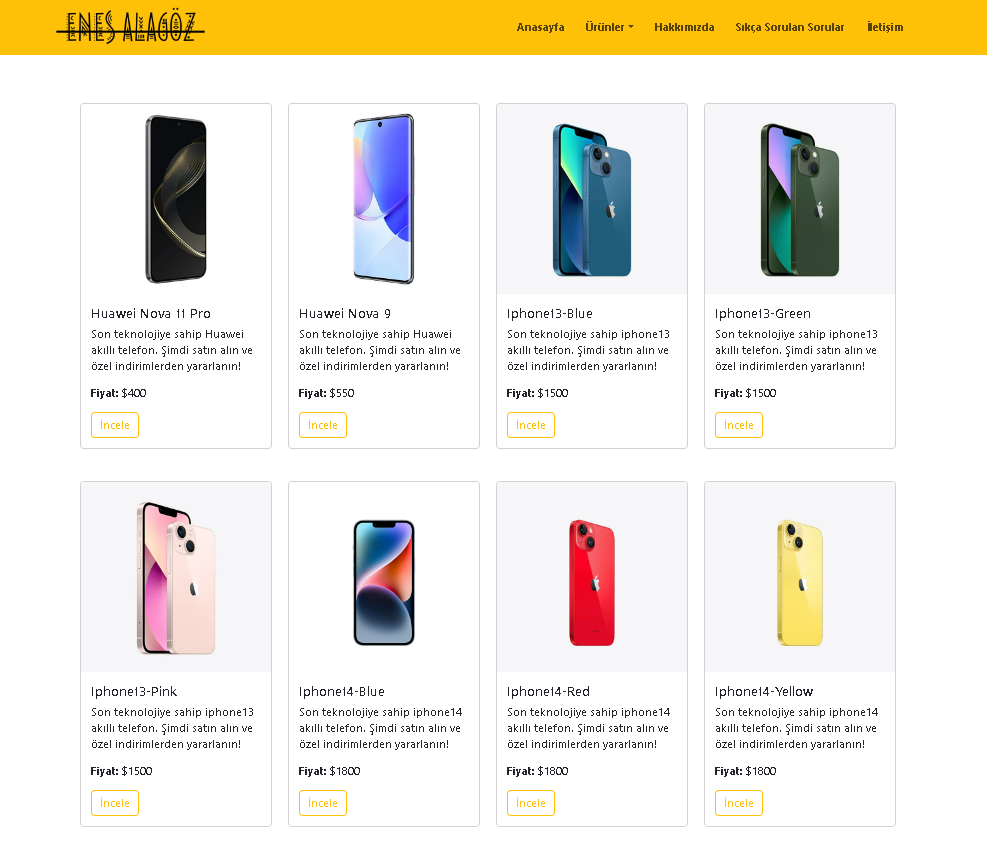 ENES ALAGÖZ
Anasayfa Ürünler Hakkımızda Sıkça Sorulan Sorular İletişim
Huawei Nova 11 Pro
Son teknolojiye sahip Huawei
akıllı telefon. Şimdi satın alın ve
özel indirimlerden yararlanın!
Fiyat: $400
İncele
Huawei Nova 9
Son teknolojiye sahip Huawei
akıllı telefon. Şimdi satın alın ve
özel indirimlerden yararlanın!
Fiyat: $550
İncele
Iphone13-Blue
Son teknolojiye sahip iphone13
akıllı telefon. Şimdi satın alın ve
özel indirimlerden yararlanın!
Fiyat: $1500
İncele
Iphone13-Green
Son teknolojiye sahip iphone13
akıllı telefon. Şimdi satın alın ve
özel indirimlerden yararlanın!
Fiyat: $1500
İncele
Iphone13-Pink
Son teknolojiye sahip iphone13
akıllı telefon. Şimdi satın alın ve
özel indirimlerden yararlanın!
Fiyat: $1500
İncele
Iphone14-Blue
Son teknolojiye sahip iphone14
akıllı telefon. Şimdi satın alın ve
özel indirimlerden yararlanın!
Fiyat: $1800
İncele
Iphone14-Red
Son teknolojiye sahip iphone14
akıllı telefon. Şimdi satın alın ve
özel indirimlerden yararlanın!
Fiyat: $1800
İncele
Iphone14-Yellow
Son teknolojiye sahip iphone14
akıllı telefon. Şimdi satın alın ve
özel indirimlerden yararlanın!
Fiyat: $1800
İncele